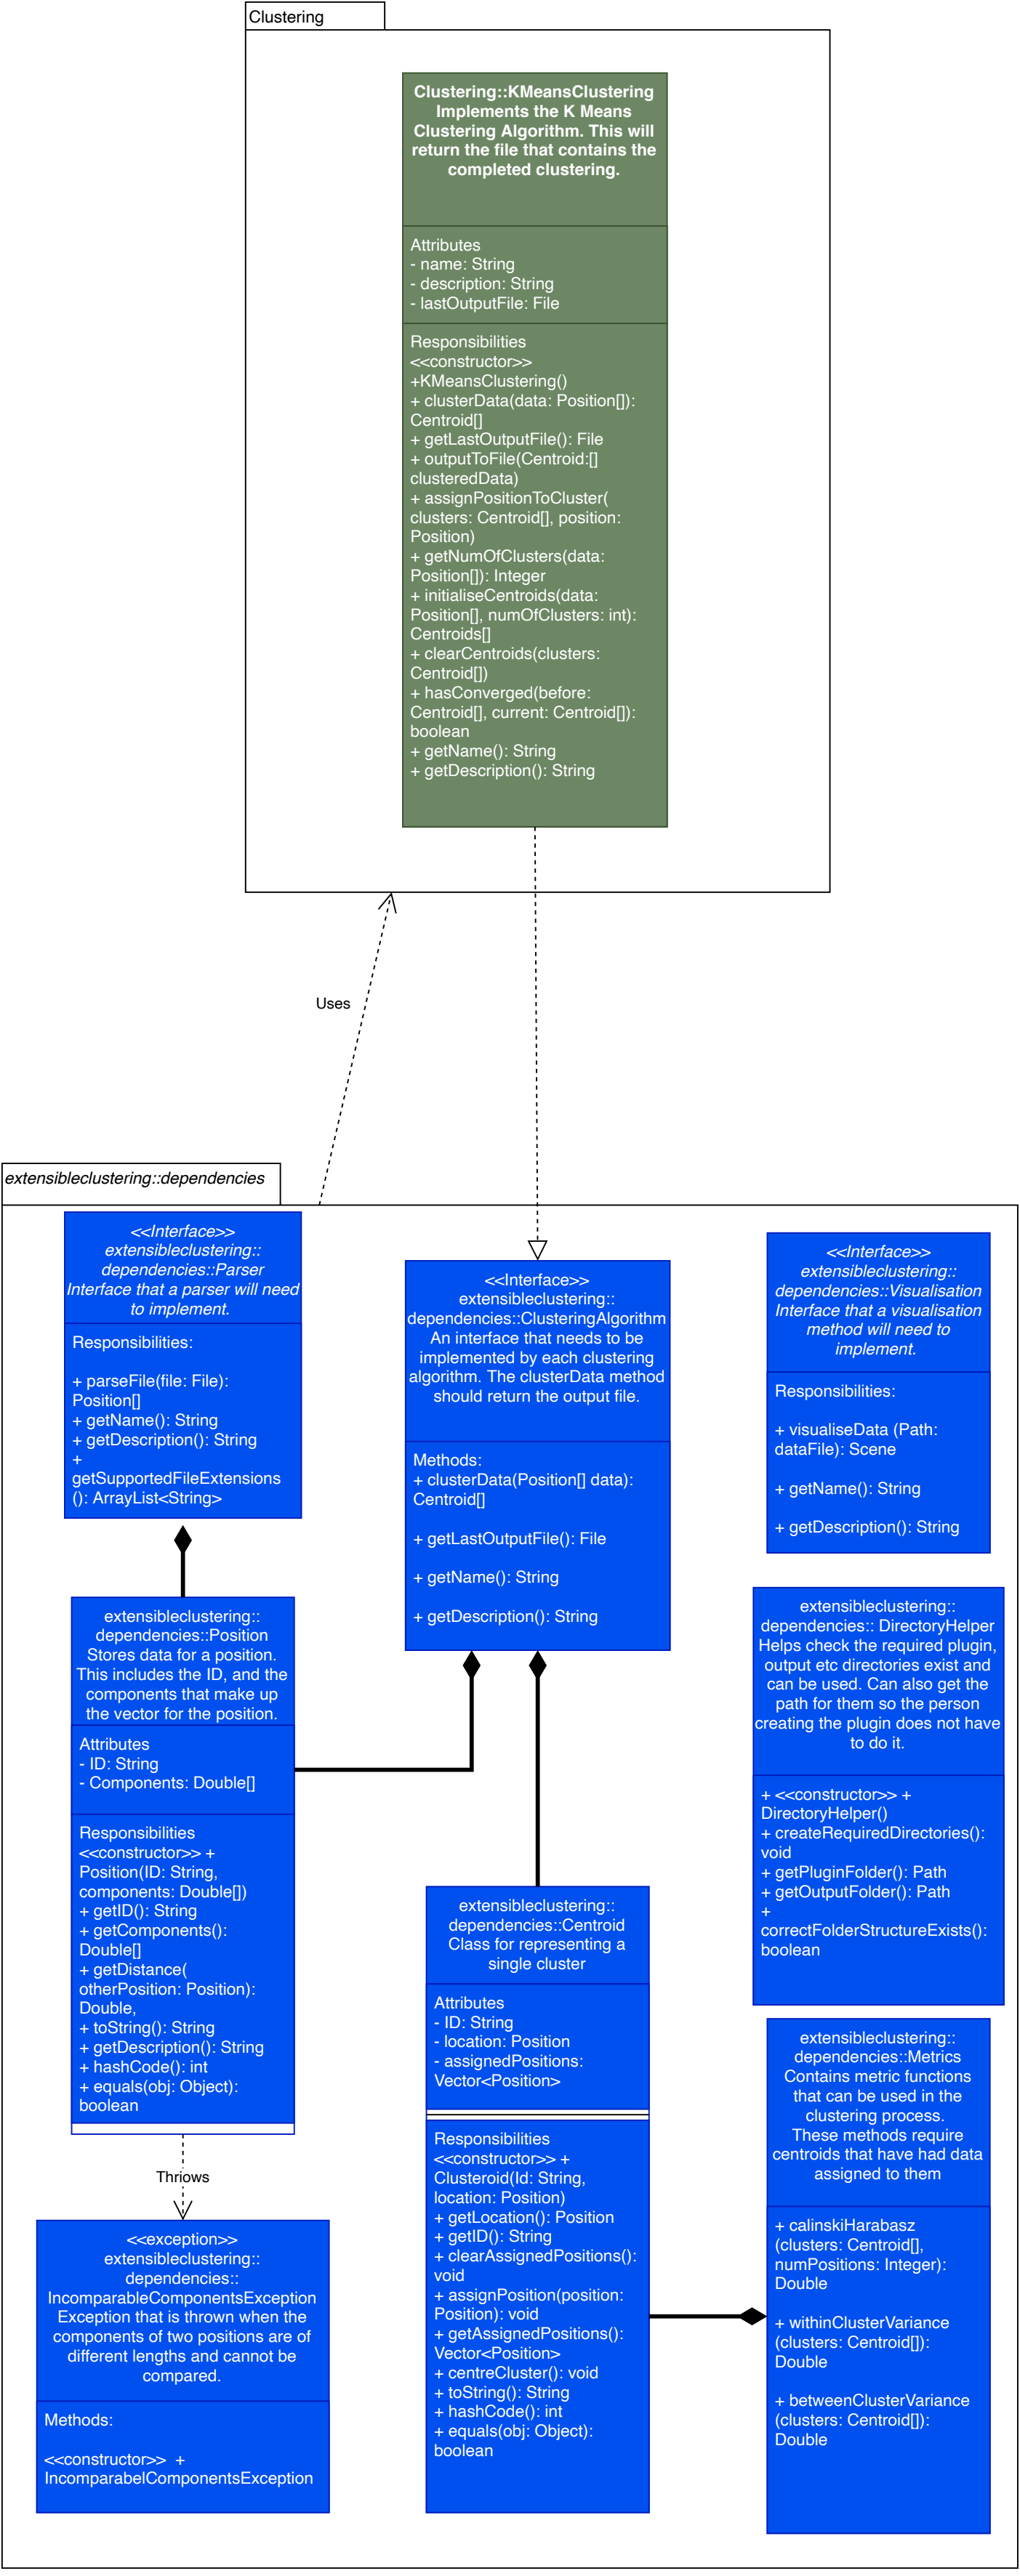 Clustering
Clustering::KMeansClustering
Implements the K Means
Clustering Algorithm. This will
return the file that contains the
completed clustering.
Attributes
- name: String
- description: String
- lastOutputFile: File
Responsibilities
<<constructor>>
+KMeansClustering()
+ clusterData(data: Position[]):
Centroid[]
+ getLastOutputFile(): File
+ outputToFile(Centroid:[]
clusteredData)
+ assignPositionToCluster(
clusters: Centroid[], position:
Position)
+ getNumOfClusters(data:
Position[]): Integer
+ initialiseCentroids(data:
Position[], numOfClusters: int):
Centroids[]
+ clearCentroids(clusters:
Centroid[])
+ hasConverged(before:
Centroid[], current: Centroid[]):
boolean
+ getName(): String
+ getDescription(): String
Uses
extensibleclustering::dependencies
<<Interface>>
extensibleclustering::
dependencies::Parser
Interface that a parser will need
to implement.
Responsibilities:
+ parseFile(file: File):
Position[]
+ getName(): String
+ getDescription(): String
+
getSupportedFileExtensions
(): ArrayList<String>
<<Interface>>
extensibleclustering::
dependencies::ClusteringAlgorithm
An interface that needs to be
implemented by each clustering
algorithm. The clusterData method
should return the output file.
Methods:
+ clusterData(Position[] data):
Centroid[]
+ getLastOutputFile(): File
+ getName(): String
+ getDescription(): String
<<Interface>>
extensibleclustering::
dependencies::Visualisation
Interface that a visualisation
method will need to
implement.
Responsibilities:
+ visualiseData (Path:
dataFile): Scene
+ getName(): String
+ getDescription(): String
extensibleclustering::
dependencies::Position
Stores data for a position.
This includes the ID, and the
components that make up
the vector for the position.
Attributes
- ID: String
- Components: Double[]
Responsibilities
<<constructor>> +
Position(ID: String,
components: Double[])
+ getID(): String
+ getComponents():
Double[]
+ getDistance(
otherPosition: Position):
Double,
+ toString(): String
+ getDescription(): String
+ hashCode(): int
+ equals(obj: Object):
boolean
extensibleclustering::
dependencies:: DirectoryHelper
Helps check the required plugin,
output etc directories exist and
can be used. Can also get the
path for them so the person
creating the plugin does not have
to do it.
+ <<constructor>> +
DirectoryHelper()
+ createRequiredDirectories():
void
+ getPluginFolder(): Path
+ getOutputFolder(): Path
+
correctFolderStructureExists():
boolean
extensibleclustering::
dependencies::Centroid
Class for representing a
single cluster
Attributes
- ID: String
- location: Position
- assignedPositions:
Vector<Position>
Responsibilities
<<constructor>> +
Clusteroid(Id: String,
location: Position)
+ getLocation(): Position
+ getID(): String
+ clearAssignedPositions():
void
+ assignPosition(position:
Position): void
+ getAssignedPositions():
Vector<Position>
+ centreCluster(): void
+ toString(): String
+ hashCode(): int
+ equals(obj: Object):
boolean
extensibleclustering::
dependencies::Metrics
Contains metric functions
that can be used in the
clustering process.
These methods require
centroids that have had data
assigned to them
+ calinskiHarabasz
(clusters: Centroid[],
numPositions: Integer):
Double
+ withinClusterVariance
(clusters: Centroid[]):
Double
+ betweenClusterVariance
(clusters: Centroid[]):
Double
Throws
<<exception>>
extensibleclustering::
dependencies::
IncomparableComponentsException
Exception that is thrown when the
components of two positions are of
different lengths and cannot be
compared.
Methods:
<<constructor>> +
IncomparabelComponentsException